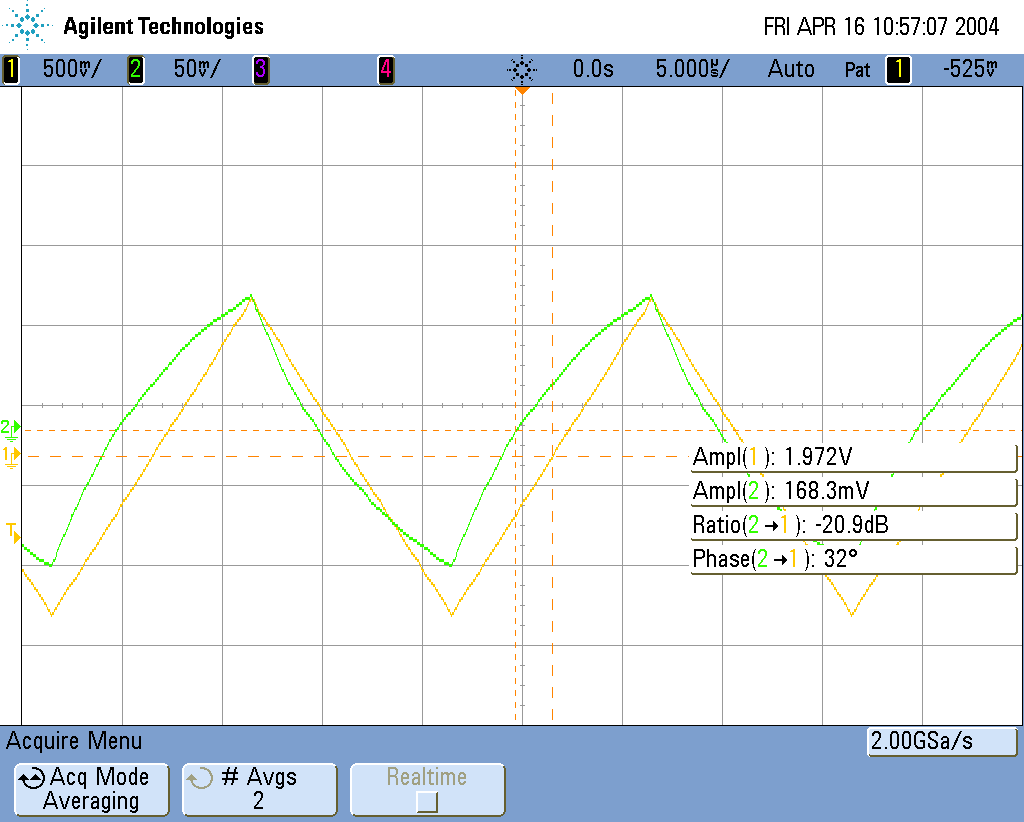 Agilent Technologies FRI APR 16 10:57:07 2004
1 500mV/ 2 50mV/ 3 4 0.0s 5.000µs/ Auto Pat 1 -525mV
2
1
T
Ampl(1): 1.972V
Ampl(2): 168.3mV
Ratio(2→1): -20.9dB
Phase(2→1): 32°
Acquire Menu 2.00GSa/s
Acq Mode # Avgs Realtime
Averaging 2